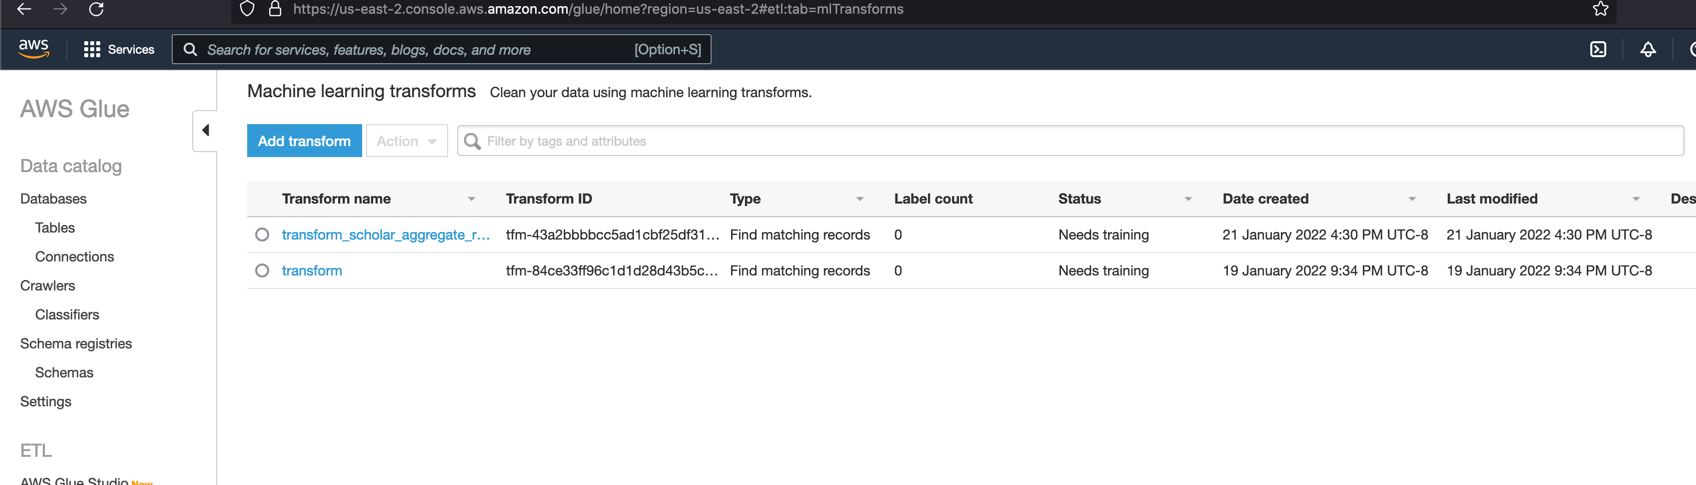 https://us-east-2.console.aws.amazon.com/glue/home?region=us-east-2#etl:tab=mlTransforms
aws Services Search for services, features, blogs, docs, and more [Option+S]
AWS Glue
Data catalog
Databases
Tables
Connections
Crawlers
Classifiers
Schema registries
Schemas
Settings
ETL
AWS Glue Studio New
Machine learning transforms Clean your data using machine learning transforms.
Add transform Action Filter by tags and attributes
Transform name Transform ID Type Label count Status Date created Last modified Des
transform_scholar_aggregate_r... tfm-43a2bbbbcc5ad1cbf25df31... Find matching records 0 Needs training 21 January 2022 4:30 PM UTC-8 21 January 2022 4:30 PM UTC-8
transform tfm-84ce33ff96c1d1d28d43b5c... Find matching records 0 Needs training 19 January 2022 9:34 PM UTC-8 19 January 2022 9:34 PM UTC-8